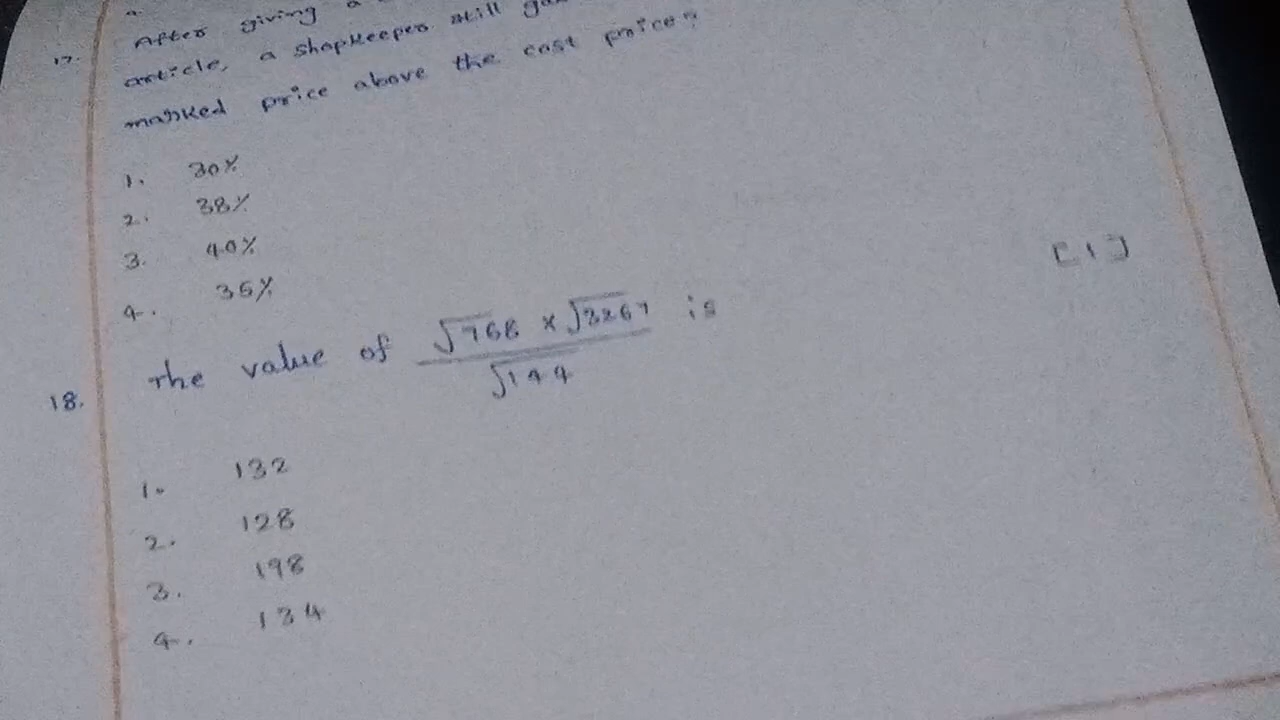 17. After giving a
article, a shopkeeper still
marked price above the cost price?
1. 30%
2. 38%
3. 40%
4. 35%
[1]
18. The value of √768 × √3267 / √144 is
1. 132
2. 128
3. 198
4. 134